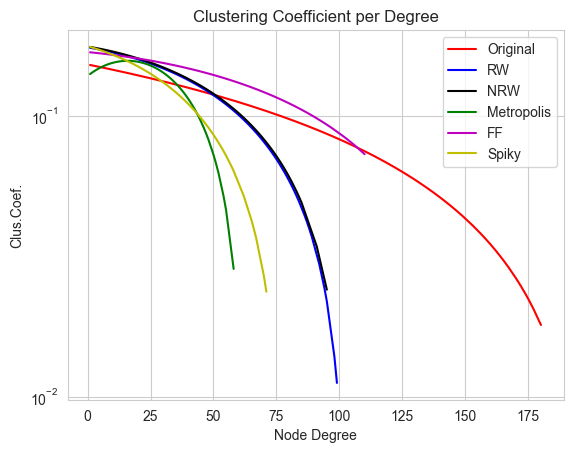 Clustering Coefficient per Degree
Original
RW
NRW
Metropolis
FF
Spiky
Clus.Coef.
10⁻¹
10⁻²
0 25 50 75 100 125 150 175
Node Degree